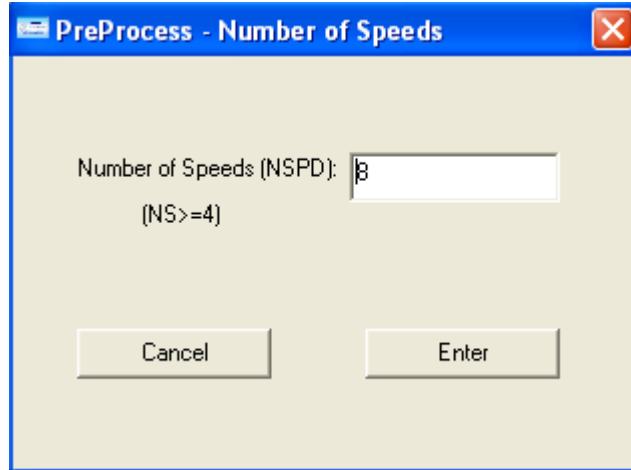 PreProcess - Number of Speeds
Number of Speeds (NSPD): 8
(NS>=4)
Cancel Enter